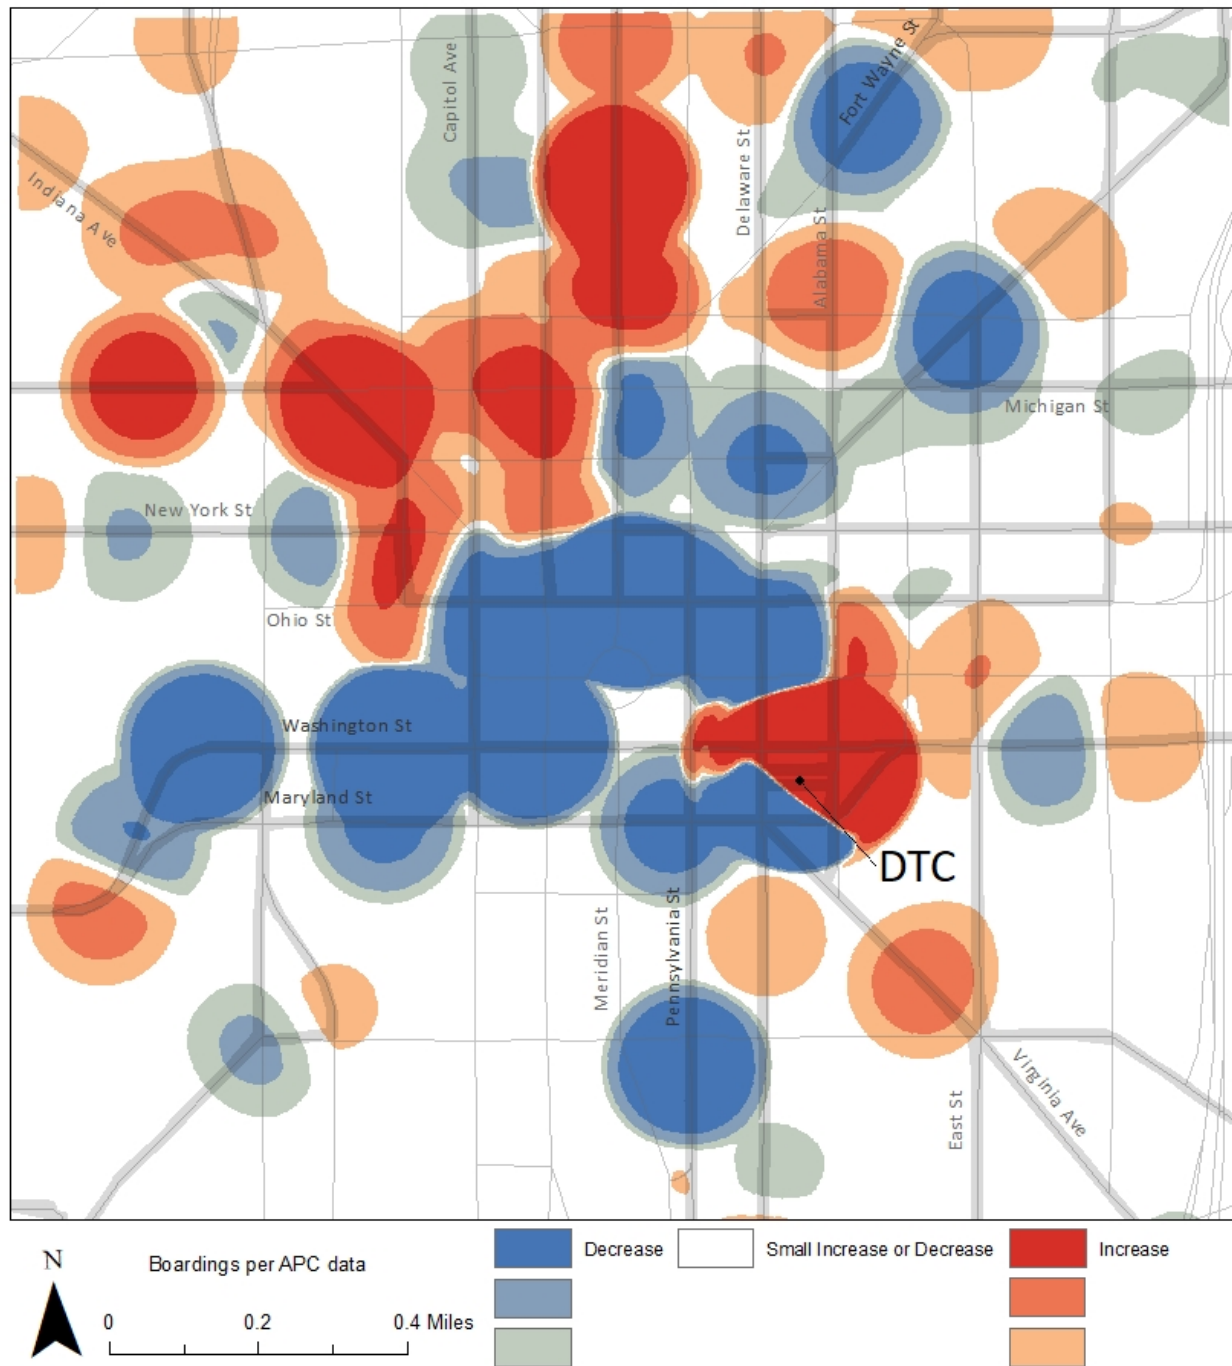 Capitol Ave
Fort Wayne St
Delaware St
Indiana Ave
Alabama St
Michigan St
New York St
Ohio St
Washington St
Maryland St
DTC
Meridian St
Pennsylvania St
Virginia Ave
East St
N
Boardings per APC data
0 0.2 0.4 Miles
Decrease
Small Increase or Decrease
Increase